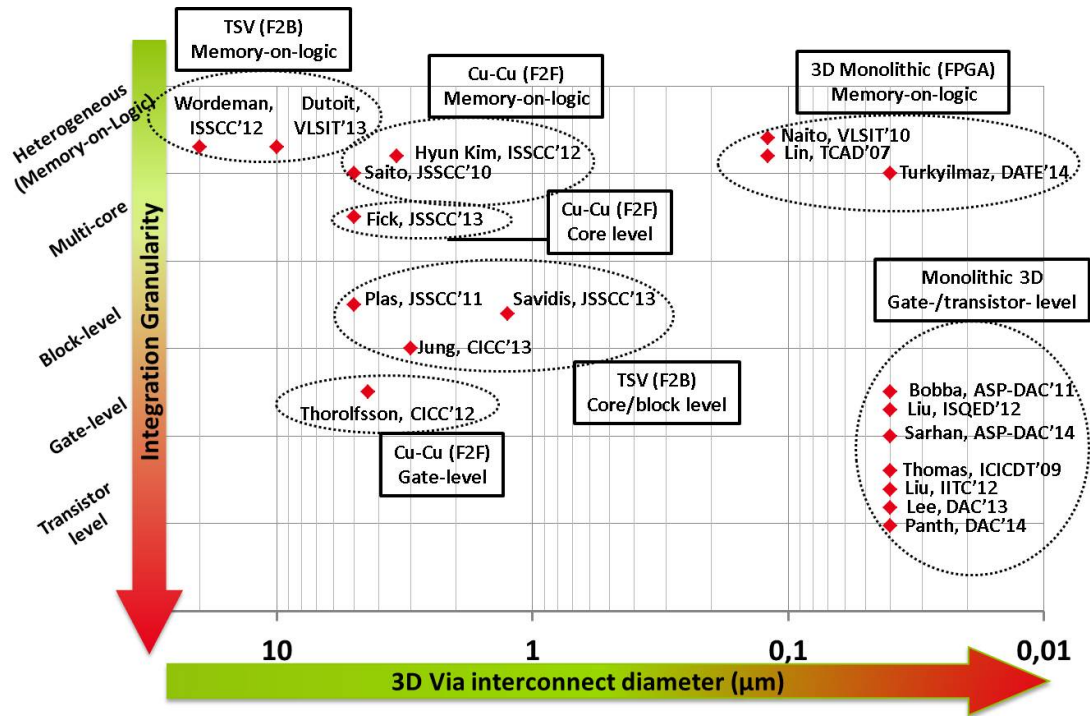 TSV (F2B)
Memory-on-logic
Cu-Cu (F2F)
Memory-on-logic
3D Monolithic (FPGA)
Memory-on-logic
Heterogeneous
(Memory-on-Logic)
Wordeman,
ISSCC'12
Dutoit,
VLSIT'13
Hyun Kim, ISSCC'12
Saito, JSSCC'10
Naito, VLSIT'10
Lin, TCAD'07
Turkyilmaz, DATE'14
Multi-core
Fick, JSSCC'13
Cu-Cu (F2F)
Core level
Integration Granularity
Block-level
Plas, JSSCC'11
Savidis, JSSCC'13
Jung, CICC'13
Monolithic 3D
Gate-/transistor- level
TSV (F2B)
Core/block level
Gate-level
Thorolfsson, CICC'12
Cu-Cu (F2F)
Gate-level
Bobba, ASP-DAC'11
Liu, ISQED'12
Sarhan, ASP-DAC'14
Thomas, ICICDT'09
Liu, IITC'12
Lee, DAC'13
Panth, DAC'14
Transistor
level
10
1
0,1
0,01
3D Via interconnect diameter (µm)